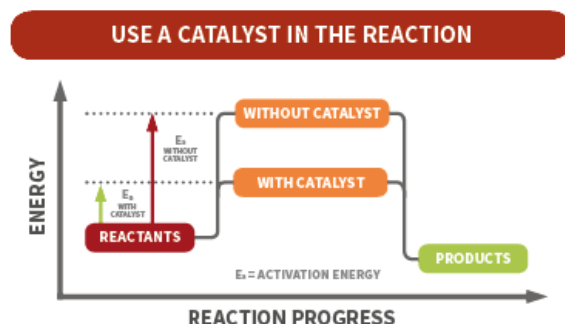 USE A CATALYST IN THE REACTION
WITHOUT CATALYST
Eₐ
WITHOUT
CATALYST
WITH CATALYST
Eₐ
WITH
CATALYST
REACTANTS
PRODUCTS
Eₐ = ACTIVATION ENERGY
ENERGY
REACTION PROGRESS